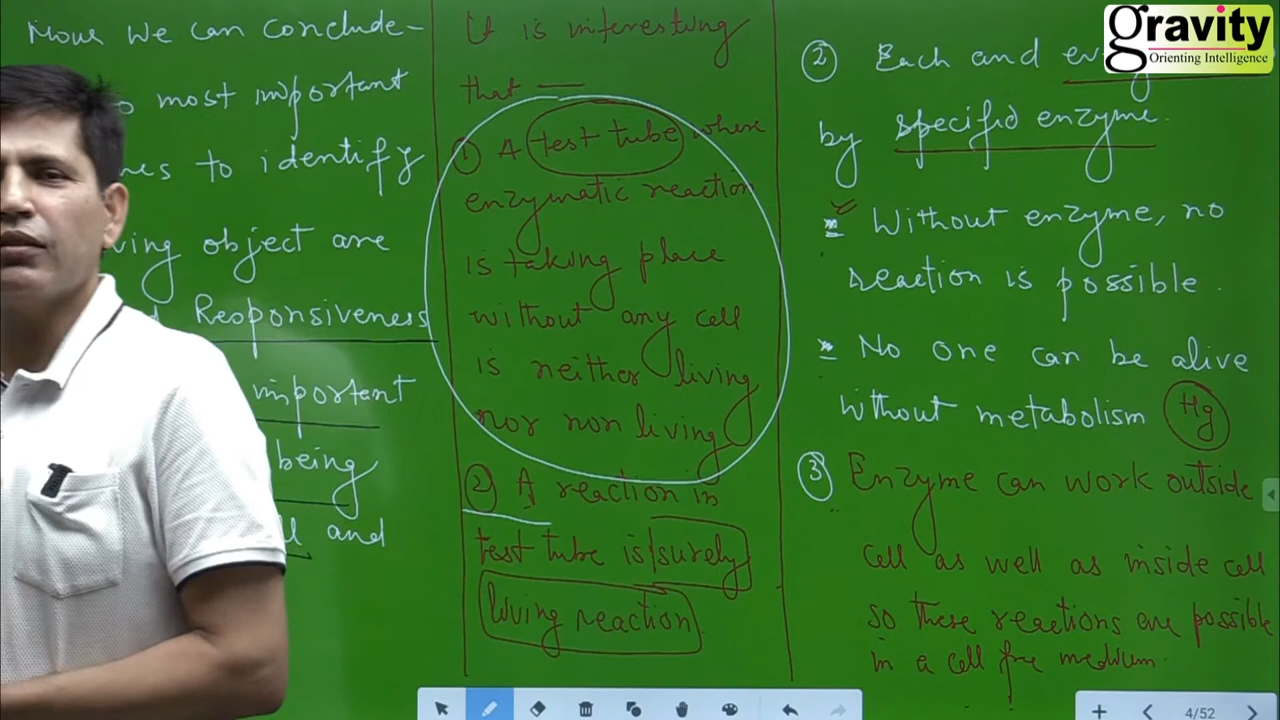 Now we can conclude-
most important
to identify
object are
Responsiveness
important
being
and
It is interesting
that —
① A test tube where
enzymatic reaction
is taking place
without any cell
is neither living
nor non living
② A reaction in
test tube is surely
living reaction.
gravity
Orienting Intelligence
② Each and
by specified enzyme.
Without enzyme, no
reaction is possible.
No one can be alive
without metabolism Hg
③ Enzyme can work outside
cell as well as inside cell
so these reactions are possible
in a cell free medium.
4/52